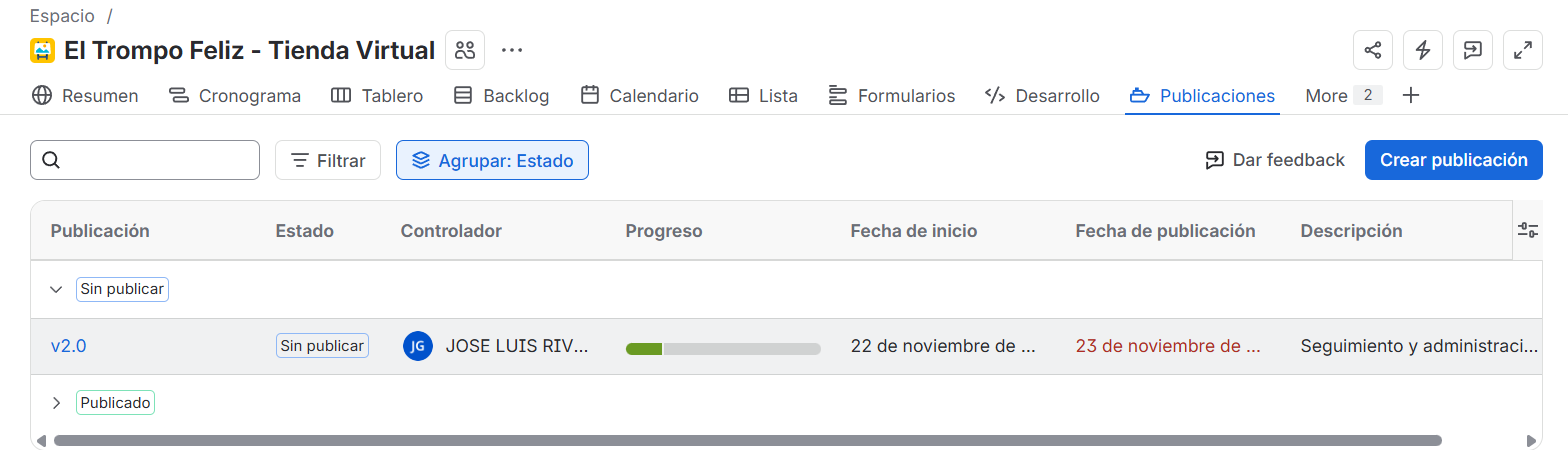 Espacio /
El Trompo Feliz - Tienda Virtual
Resumen Cronograma Tablero Backlog Calendario Lista Formularios Desarrollo Publicaciones More 2
Filtrar Agrupar: Estado Dar feedback Crear publicación
Publicación Estado Controlador Progreso Fecha de inicio Fecha de publicación Descripción
Sin publicar
v2.0 Sin publicar JG JOSE LUIS RIV... 22 de noviembre de ... 23 de noviembre de ... Seguimiento y administraci...
Publicado